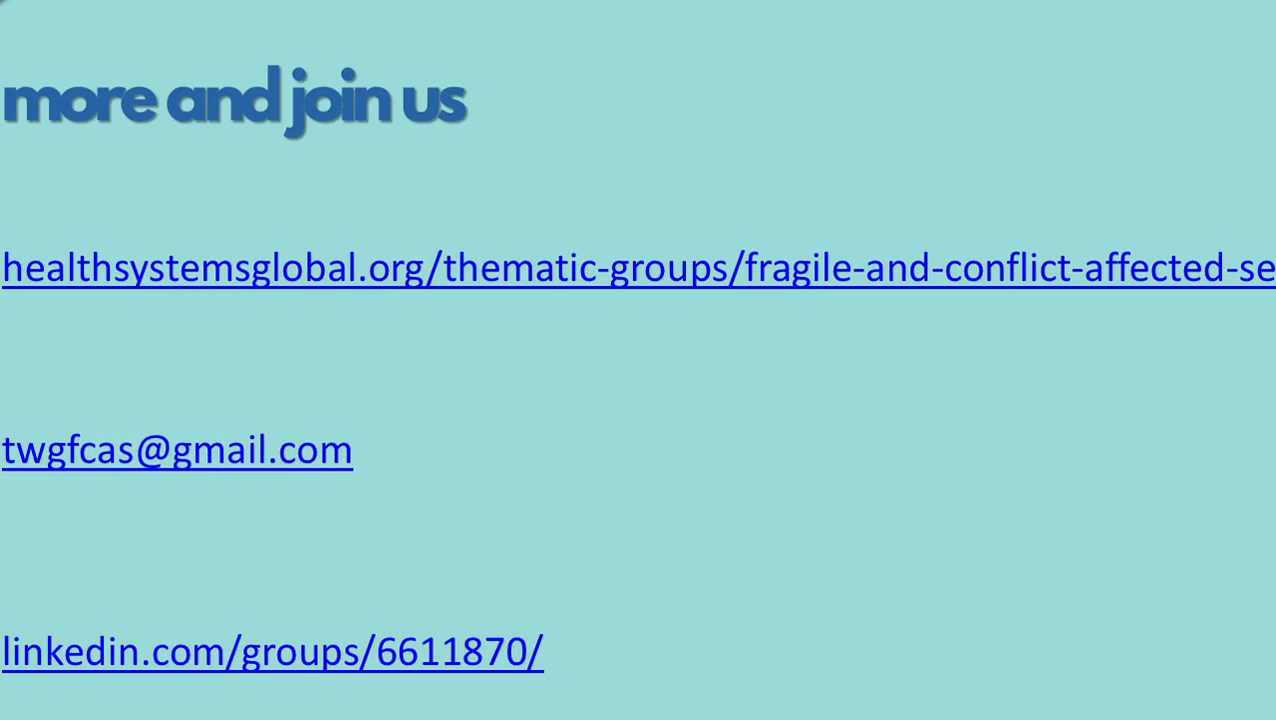 more and join us
healthsystemsglobal.org/thematic-groups/fragile-and-conflict-affected-se
twgfcas@gmail.com
linkedin.com/groups/6611870/